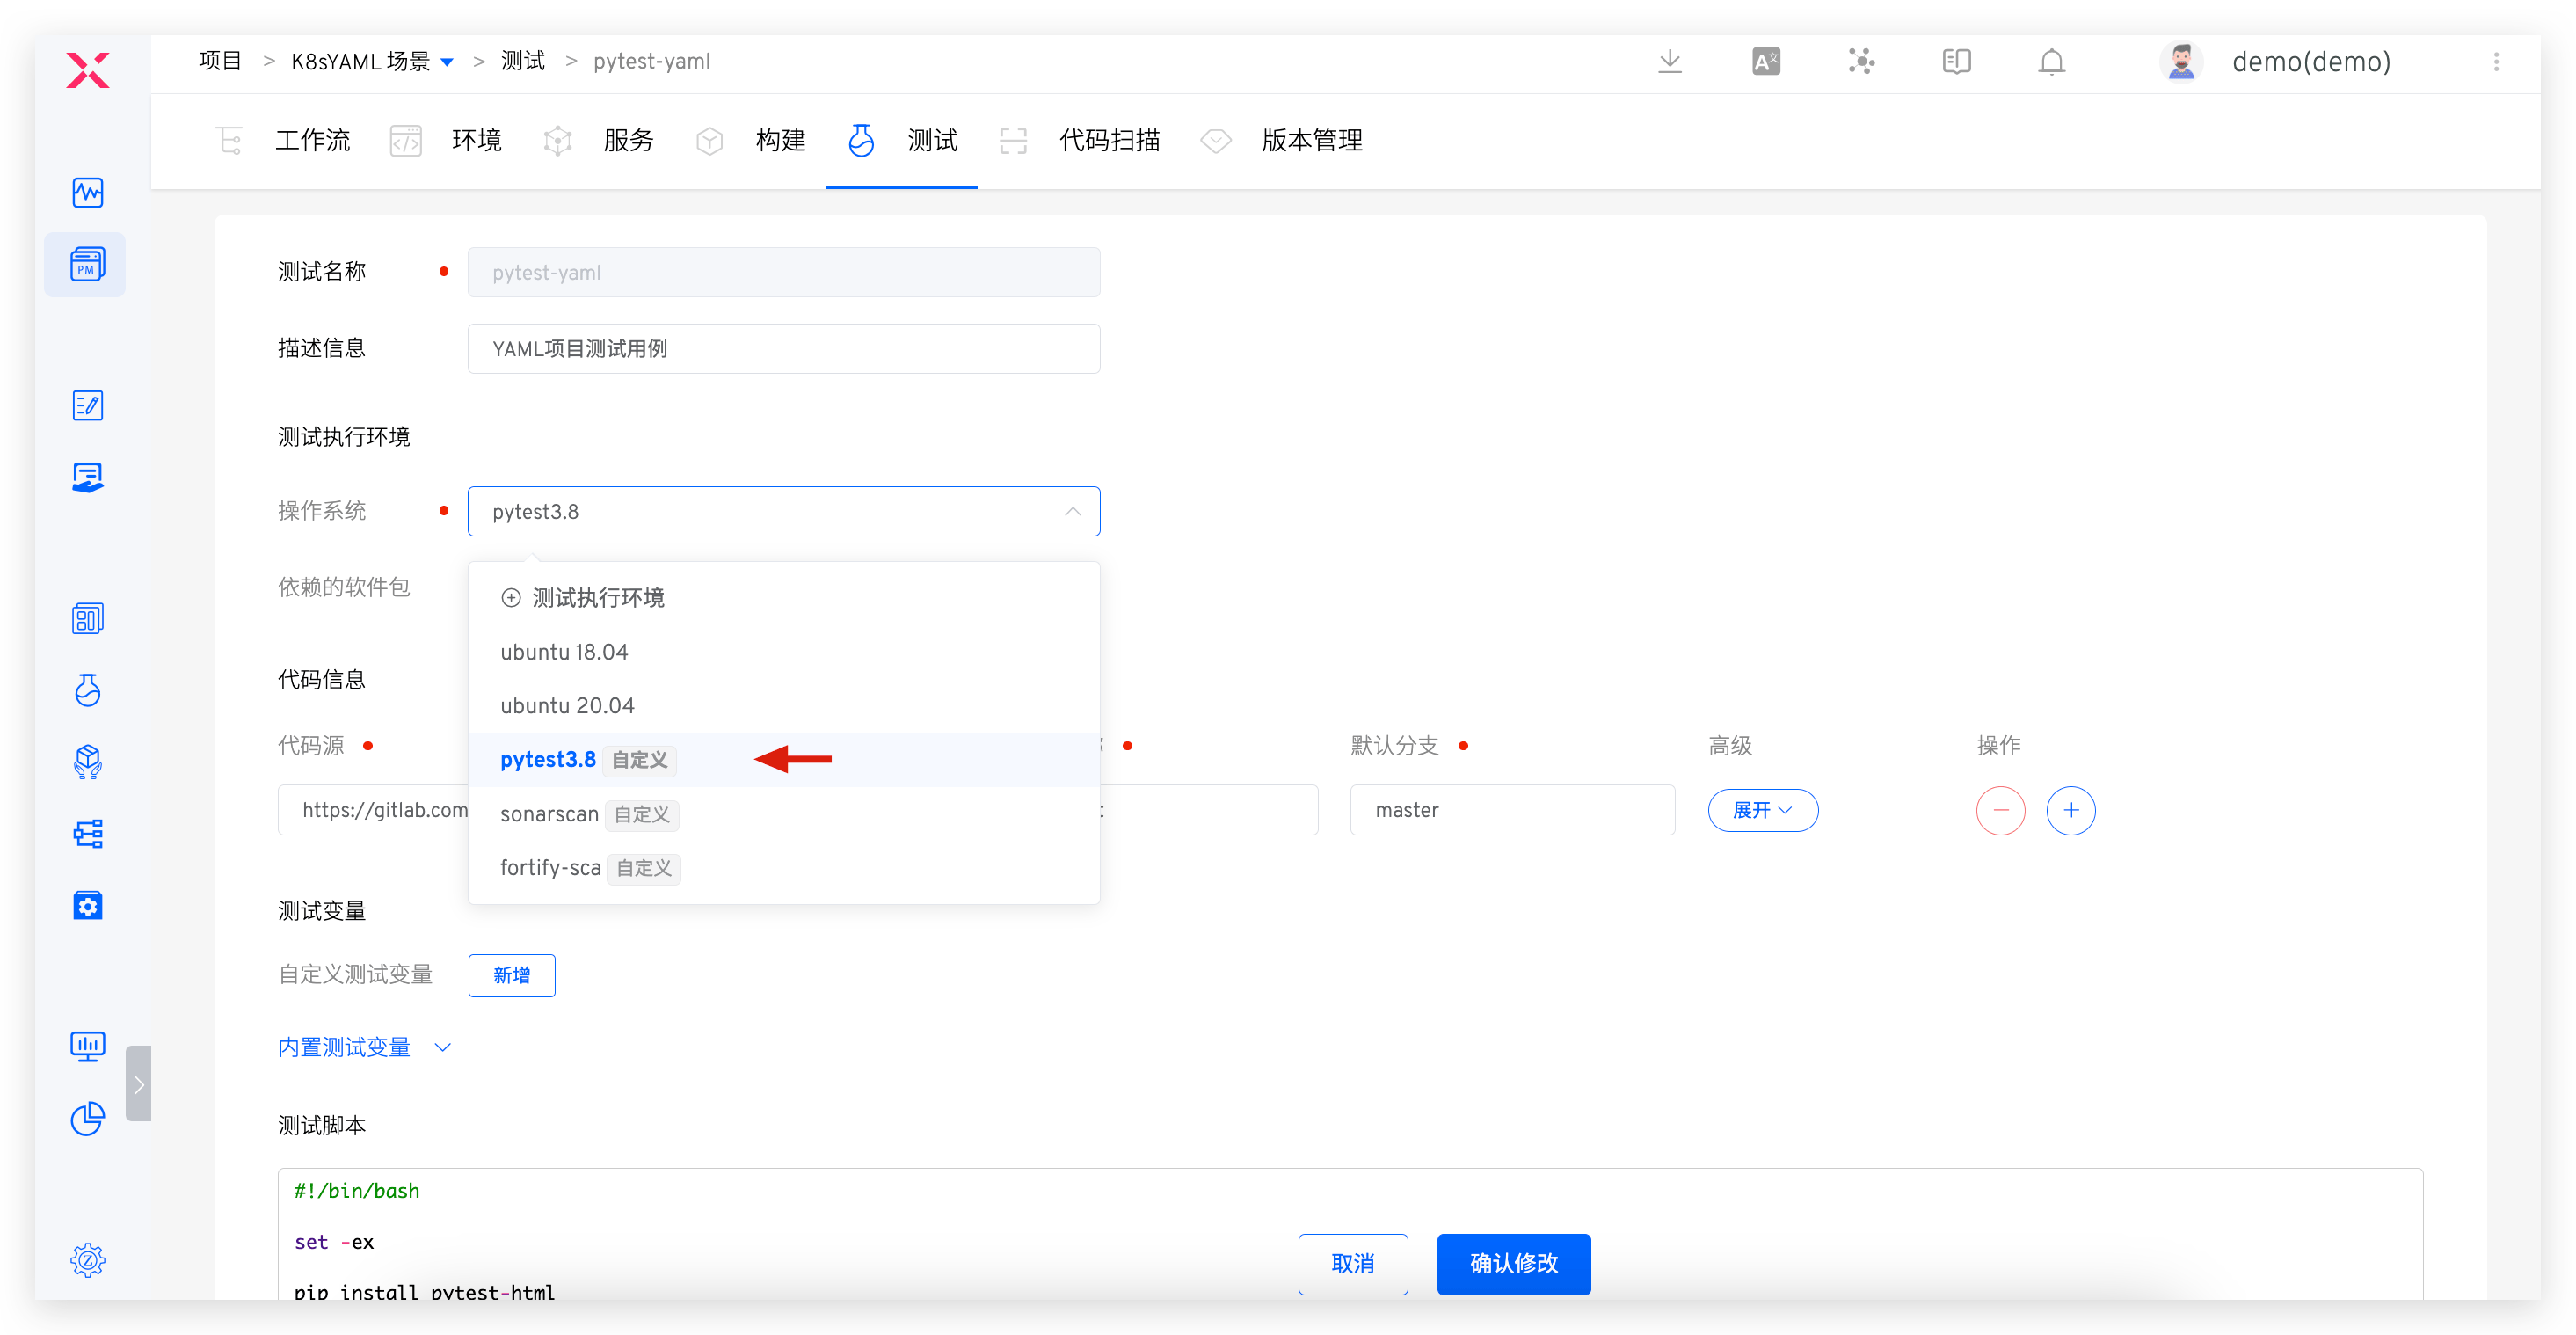 项目 > K8sYAML 场景 > 测试 > pytest-yaml
demo(demo)
工作流 环境 服务 构建 测试 代码扫描 版本管理
PM
测试名称 pytest-yaml
描述信息 YAML项目测试用例
测试执行环境
操作系统 pytest3.8
依赖的软件包
测试执行环境
ubuntu 18.04
ubuntu 20.04
pytest3.8 自定义
sonarscan 自定义
fortify-sca 自定义
代码信息
代码源 默认分支 高级 操作
https://gitlab.com master 展开
测试变量
自定义测试变量 新增
内置测试变量
测试脚本
#!/bin/bash
set -ex
pip install pytest-html
取消 确认修改